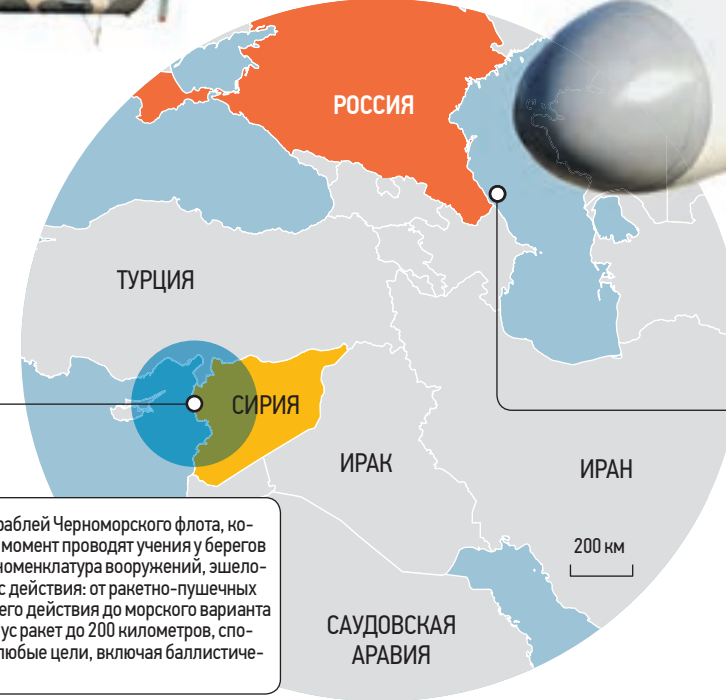 РОССИЯ
ТУРЦИЯ
СИРИЯ
ИРАК
ИРАН
200 км
САУДОВСКАЯ
АРАВИЯ
раблей Черноморского флота, ко-
момент проводят учения у берегов
номенклатура вооружений, эшело-
с действия: от ракетно-пушечных
его действия до морского варианта
ус ракет до 200 километров, спо-
любые цели, включая баллистиче-